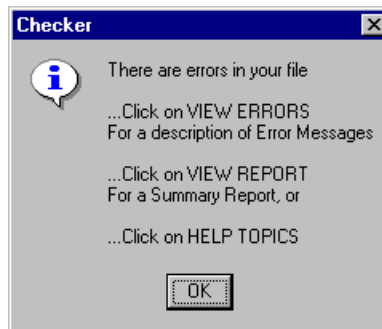 Checker
There are errors in your file
...Click on VIEW ERRORS
For a description of Error Messages
...Click on VIEW REPORT
For a Summary Report, or
...Click on HELP TOPICS
OK